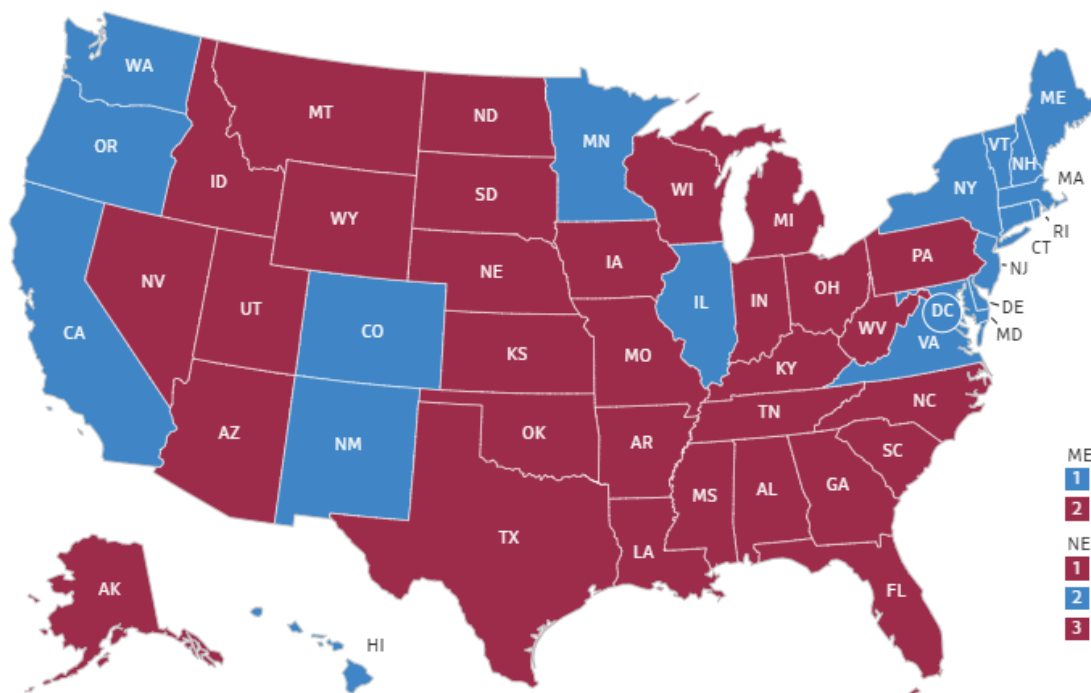 WA
MT
ND
MN
ME
OR
ID
SD
WI
MI
VT
NH
NY
MA
RI
CT
WY
NE
IA
PA
NJ
NV
UT
CO
IL
IN
OH
DE
MD
DC
CA
KS
MO
WV
VA
KY
AZ
NM
OK
AR
TN
NC
SC
TX
LA
MS
AL
GA
FL
AK
HI
ME
1
2
NE
1
2
3